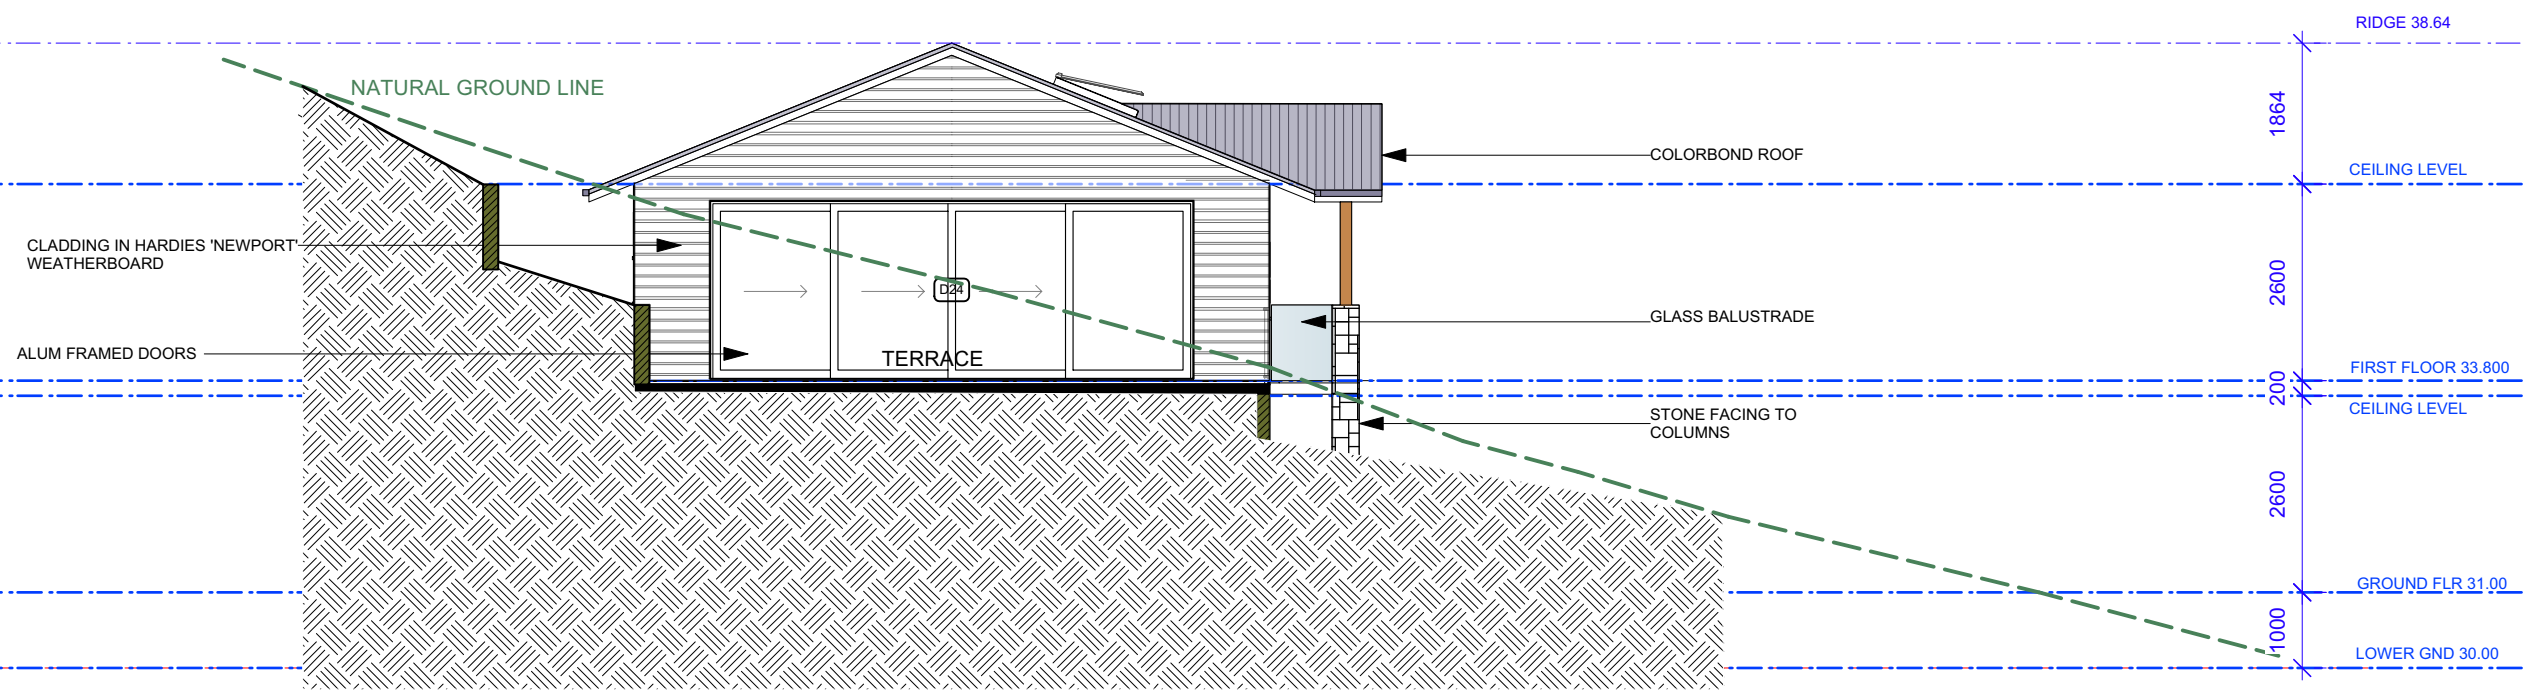 RIDGE 38.64
NATURAL GROUND LINE
1864
COLORBOND ROOF
CEILING LEVEL
CLADDING IN HARDIES 'NEWPORT'
WEATHERBOARD
2600
D24
GLASS BALUSTRADE
ALUM FRAMED DOORS
TERRACE
FIRST FLOOR 33.800
200
CEILING LEVEL
STONE FACING TO
COLUMNS
2600
GROUND FLR 31.00
1000
LOWER GND 30.00